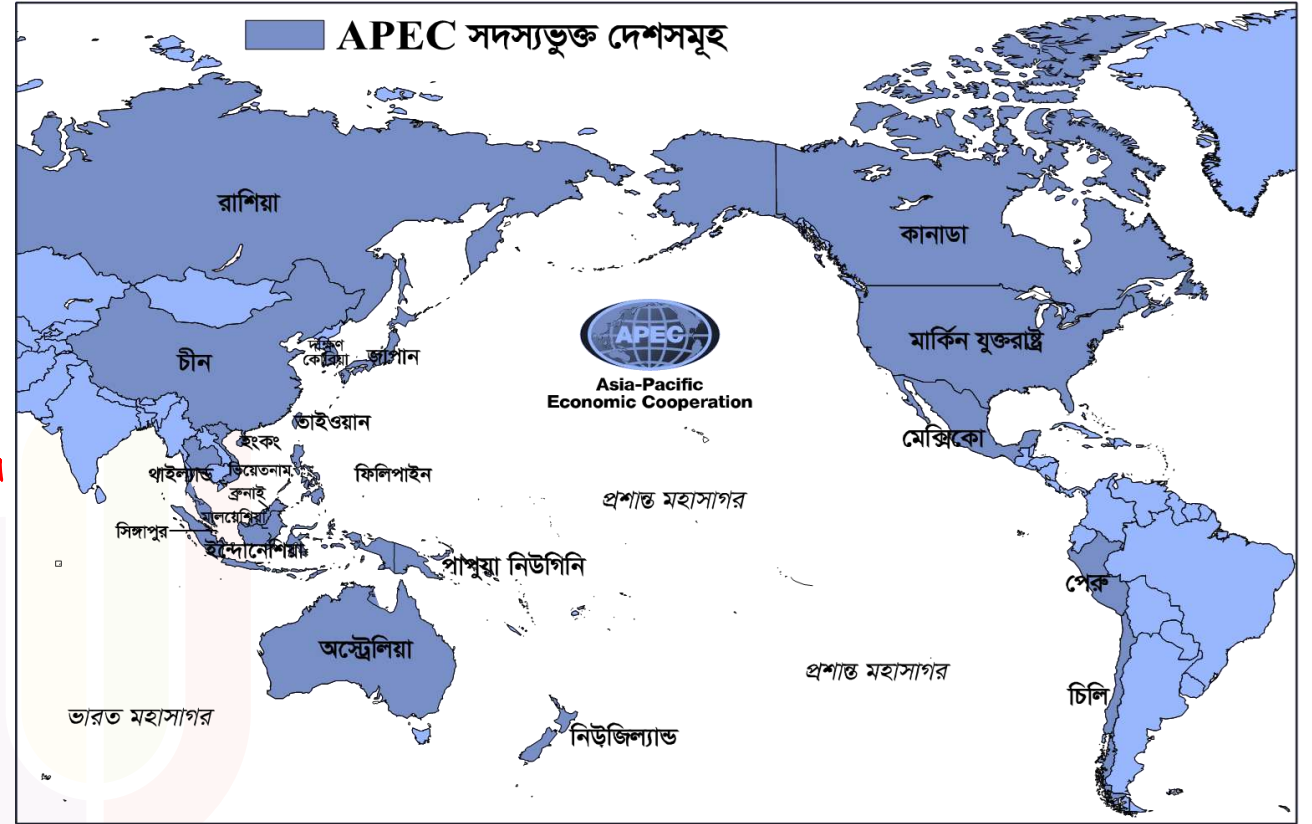 APEC সদস্যভুক্ত দেশসমূহ
রাশিয়া
কানাডা
APEC
মার্কিন যুক্তরাষ্ট্র
দক্ষিণ
কোরিয়া
জাপান
চীন
Asia-Pacific
Economic Cooperation
তাইওয়ান
হংকং
মেক্সিকো
থাইল্যান্ড
ভিয়েতনাম
ফিলিপাইন
ব্রুনাই
প্রশান্ত মহাসাগর
মালয়েশিয়া
সিঙ্গাপুর
ইন্দোনেশিয়া
পাপুয়া নিউগিনি
পেরু
অস্ট্রেলিয়া
প্রশান্ত মহাসাগর
চিলি
ভারত মহাসাগর
নিউজিল্যান্ড